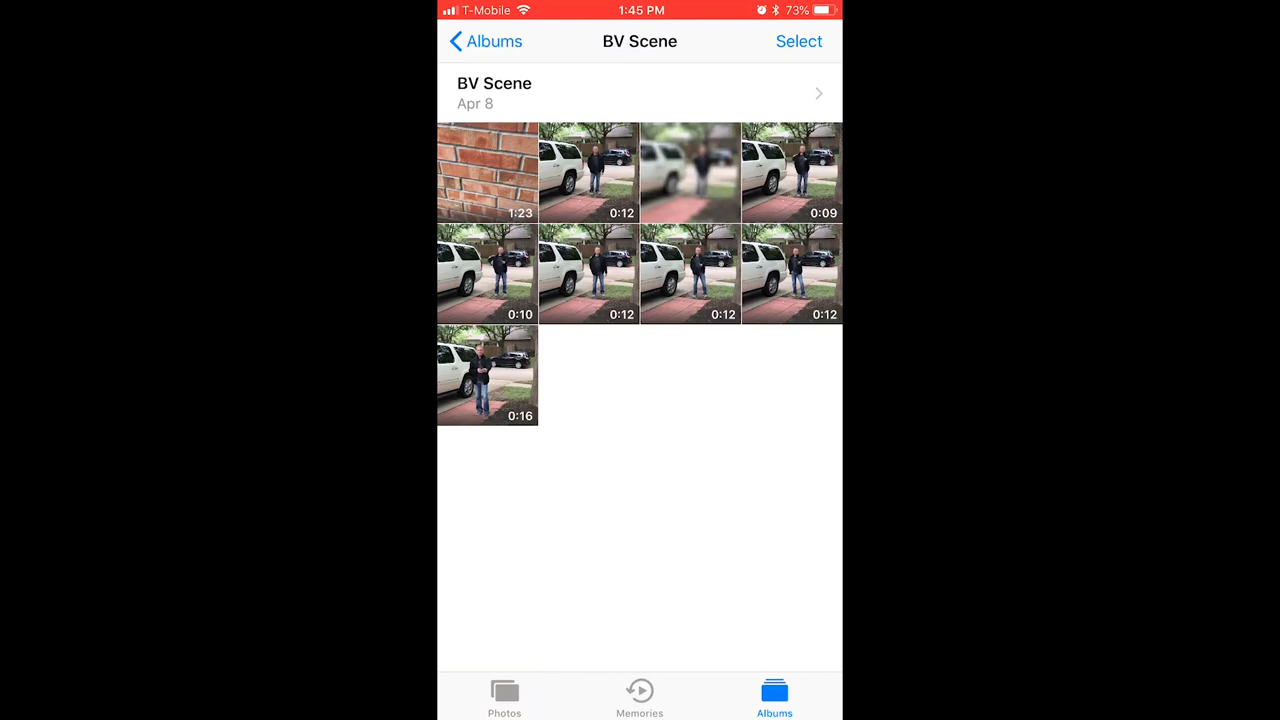 T-Mobile 1:45 PM 73%
Albums BV Scene Select
BV Scene
Apr 8
1:23 0:12 0:09
0:10 0:12 0:12 0:12
0:16
Photos Memories Albums